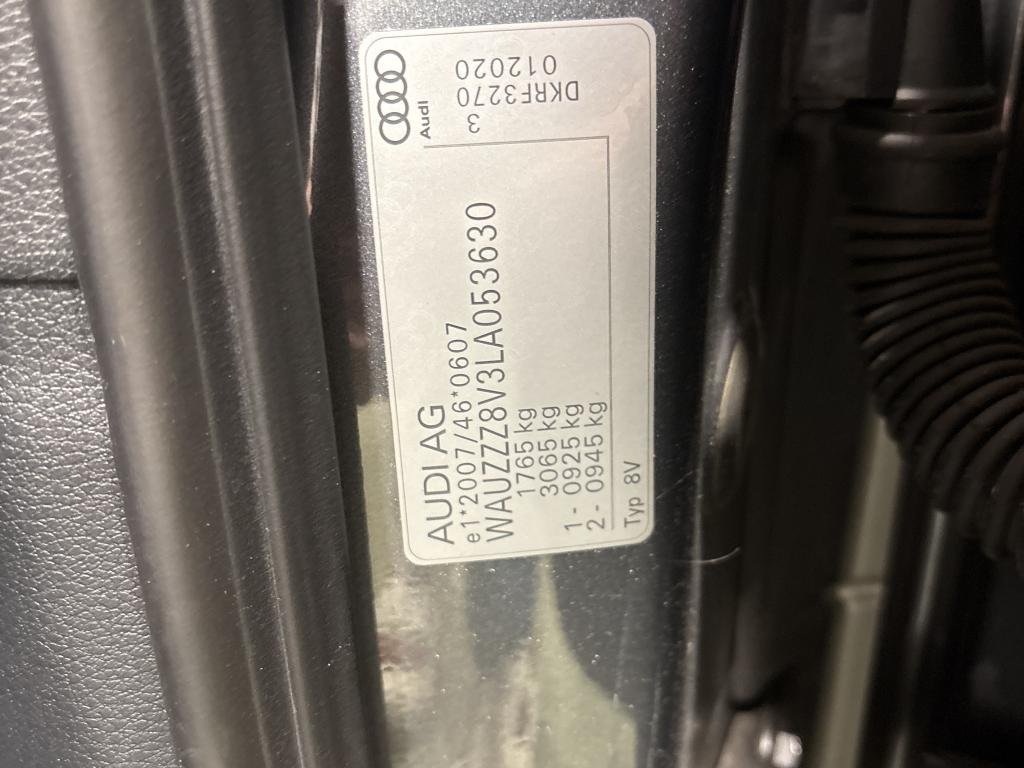 AUDI AG
e1*2007/46*0607
WAUZZZ8V3LA053630
1765 kg
3065 kg
1- 0925 kg
2- 0945 kg
Typ 8V
Audi
3
DKRF3270
012020